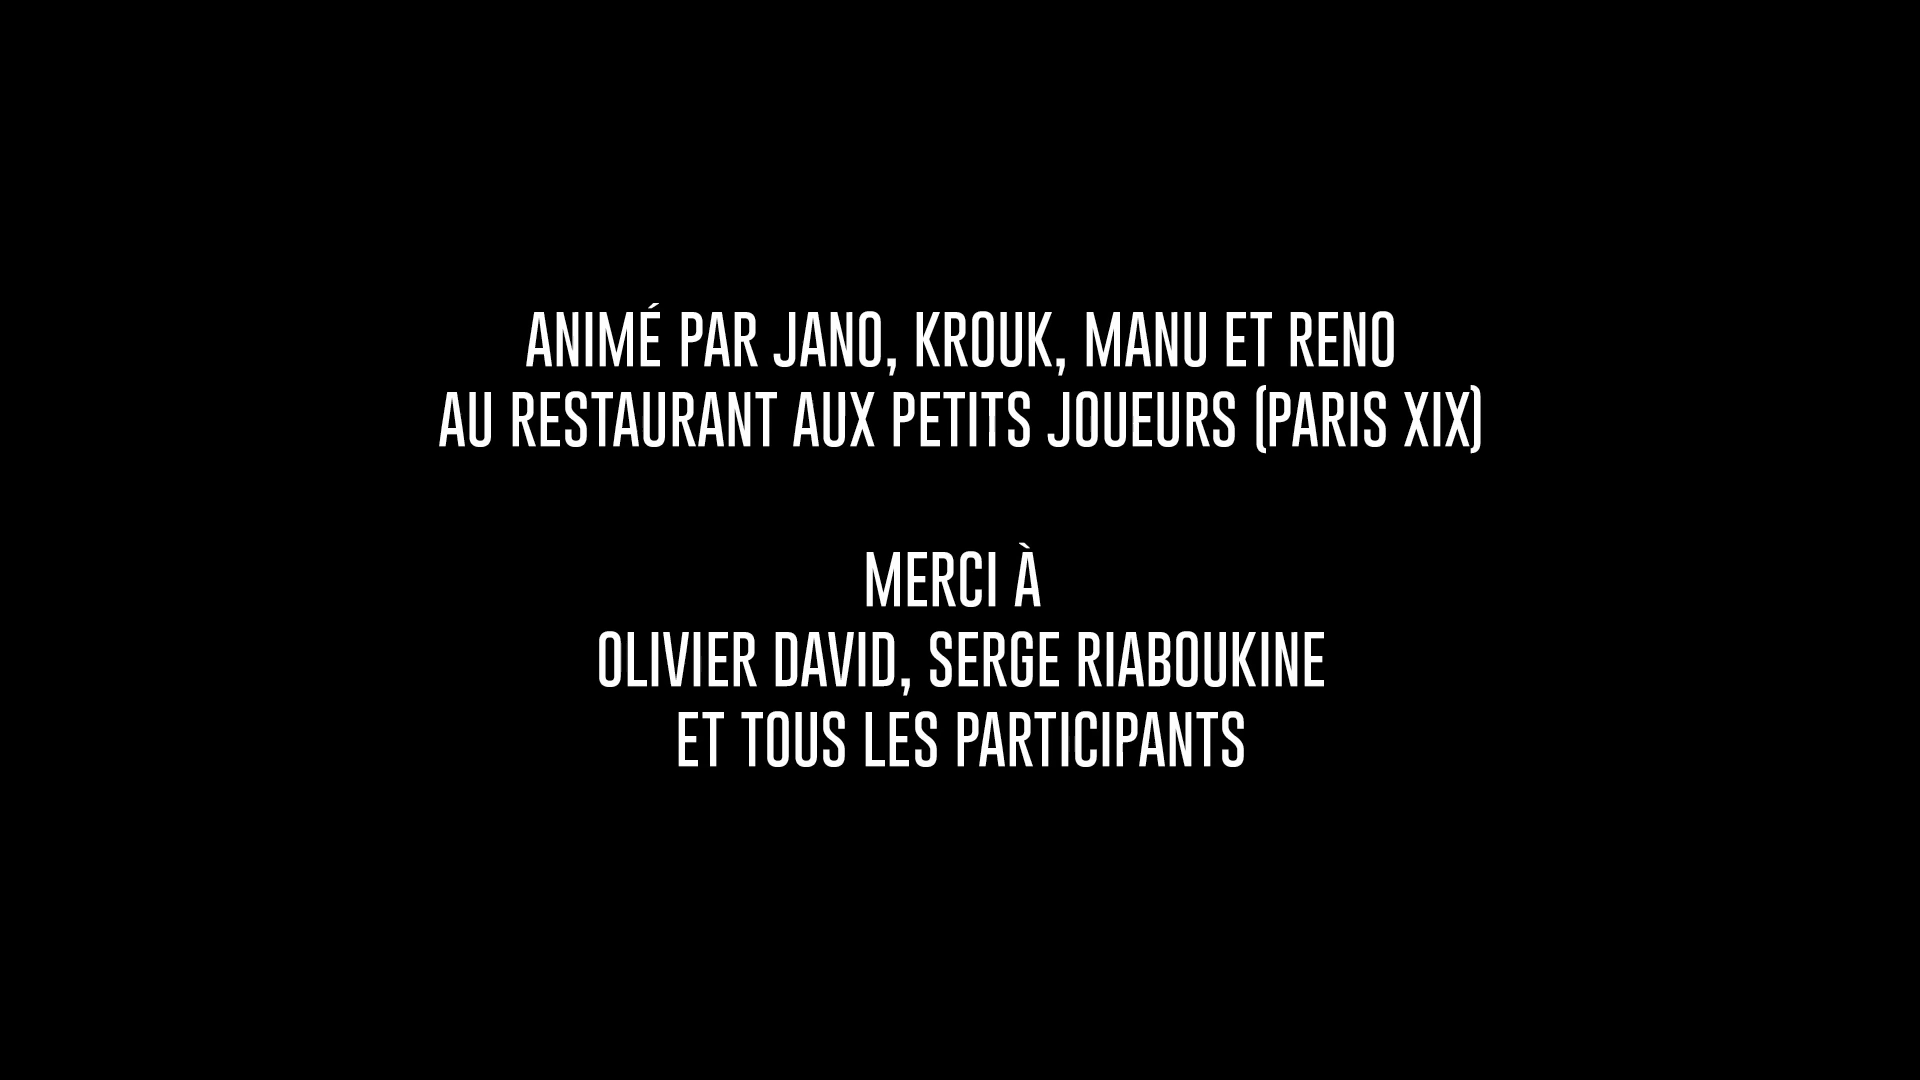 ANIMÉ PAR JANO, KROUK, MANU ET RENO
AU RESTAURANT AUX PETITS JOUEURS (PARIS XIX)
MERCI À
OLIVIER DAVID, SERGE RIABOUKINE
ET TOUS LES PARTICIPANTS